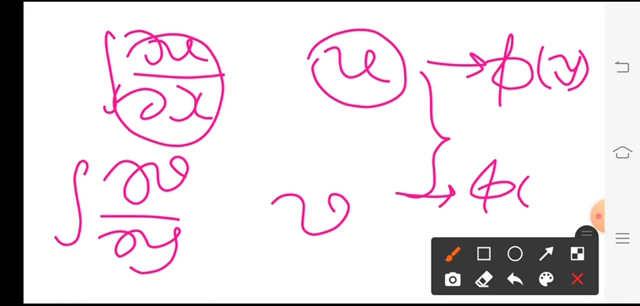 ∫ ∂u/∂x u → φ(y)
∫ ∂v/∂y v → φ(